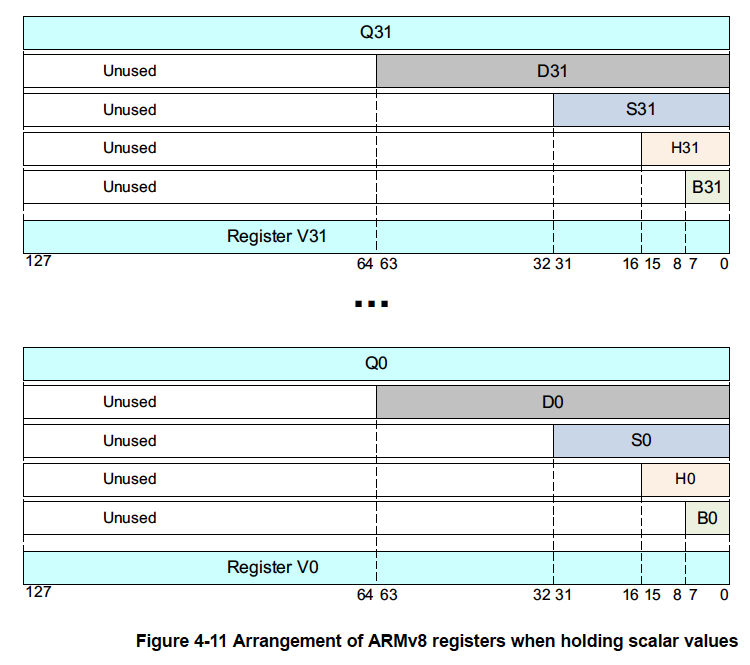 Q31
Unused D31
Unused S31
Unused H31
Unused B31
Register V31
127 64 63 32 31 16 15 8 7 0
...
Q0
Unused D0
Unused S0
Unused H0
Unused B0
Register V0
127 64 63 32 31 16 15 8 7 0
Figure 4-11 Arrangement of ARMv8 registers when holding scalar values